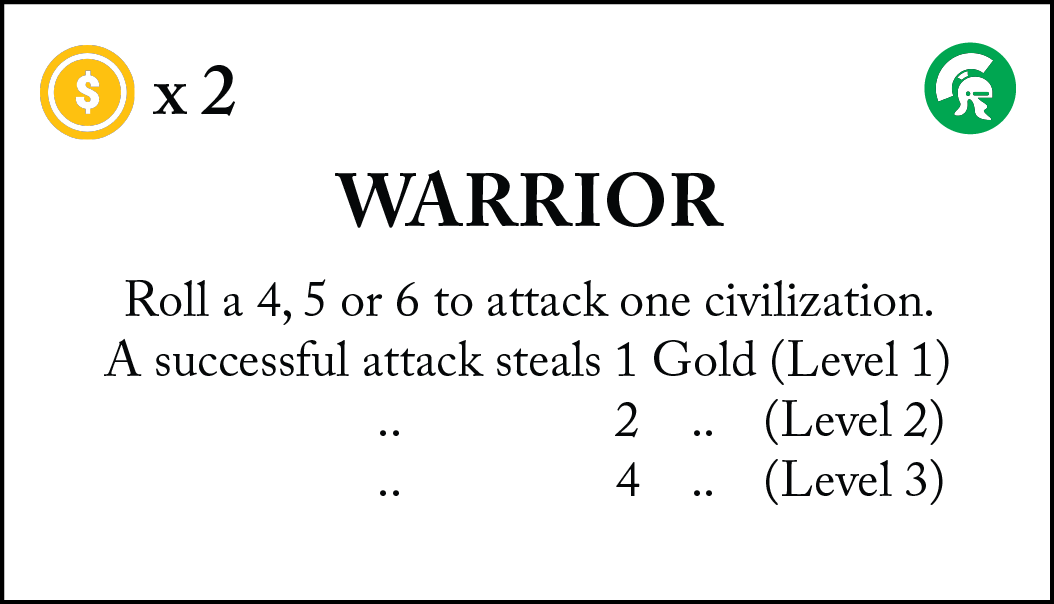 $ x 2
WARRIOR
Roll a 4, 5 or 6 to attack one civilization.
A successful attack steals 1 Gold (Level 1)
.. 2 .. (Level 2)
.. 4 .. (Level 3)